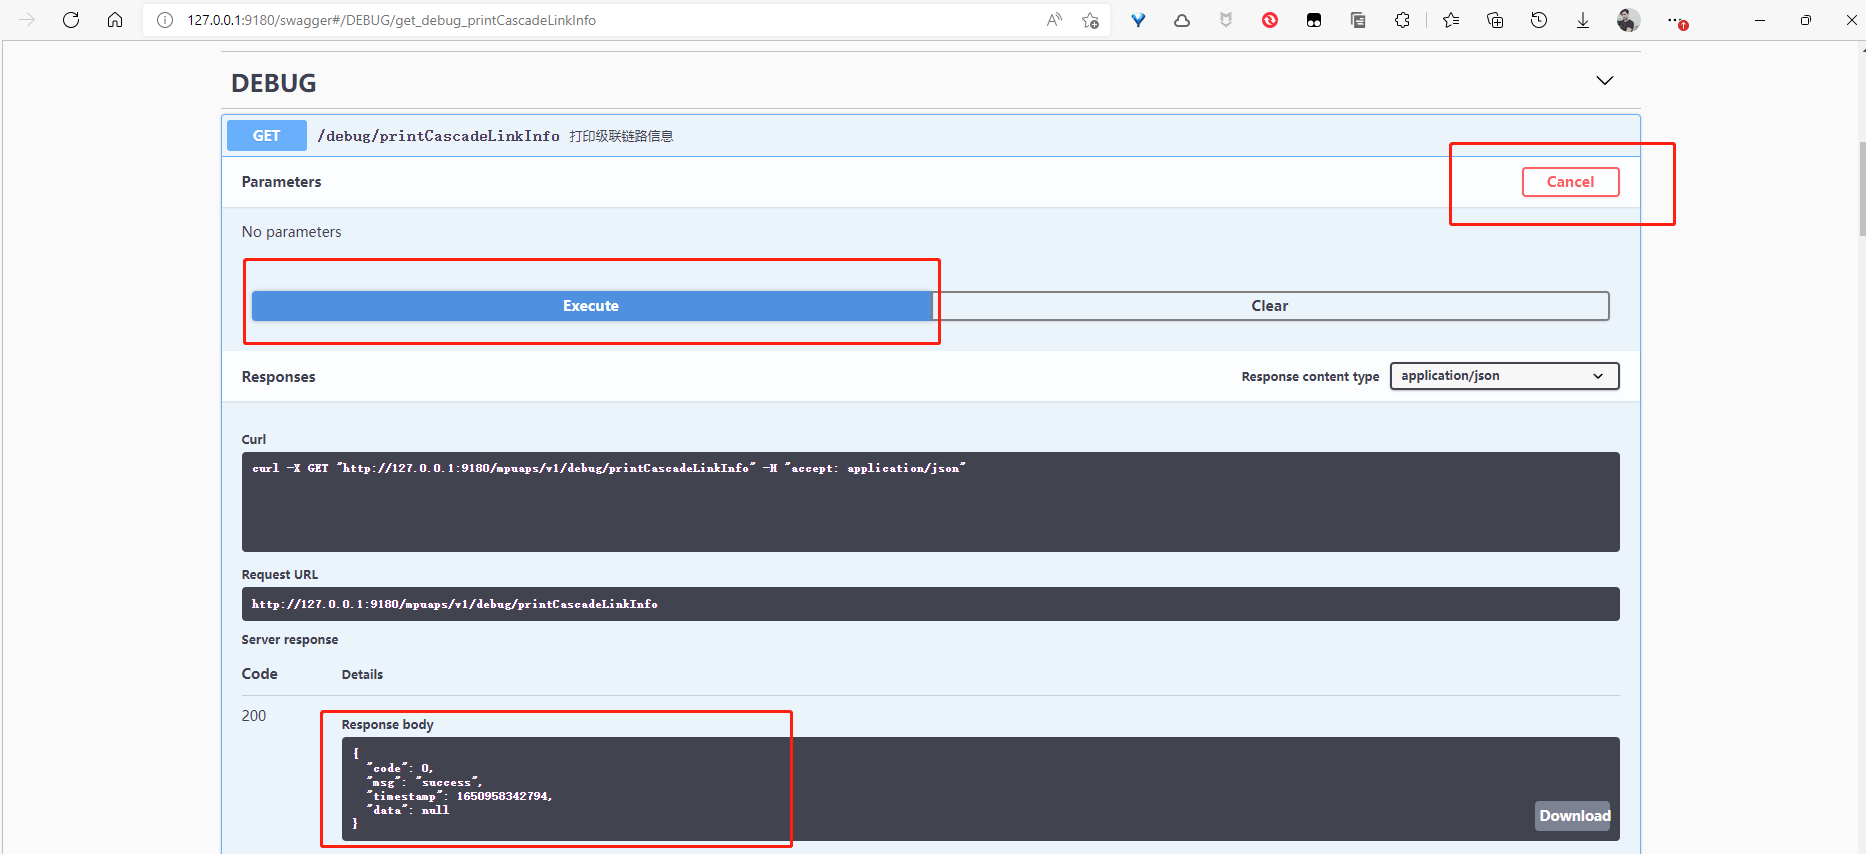 127.0.0.1:9180/swagger#/DEBUG/get_debug_printCascadeLinkInfo
DEBUG
GET /debug/printCascadeLinkInfo 打印级联链路信息
Parameters
Cancel
No parameters
Execute
Clear
Responses
Response content type
application/json
Curl
curl -X GET "http://127.0.0.1:9180/mpuaps/v1/debug/printCascadeLinkInfo" -H "accept: application/json"
Request URL
http://127.0.0.1:9180/mpuaps/v1/debug/printCascadeLinkInfo
Server response
Code
Details
200
Response body
{
"code": 0,
"msg": "success",
"timestamp": 1650958342794,
"data": null
}
Download